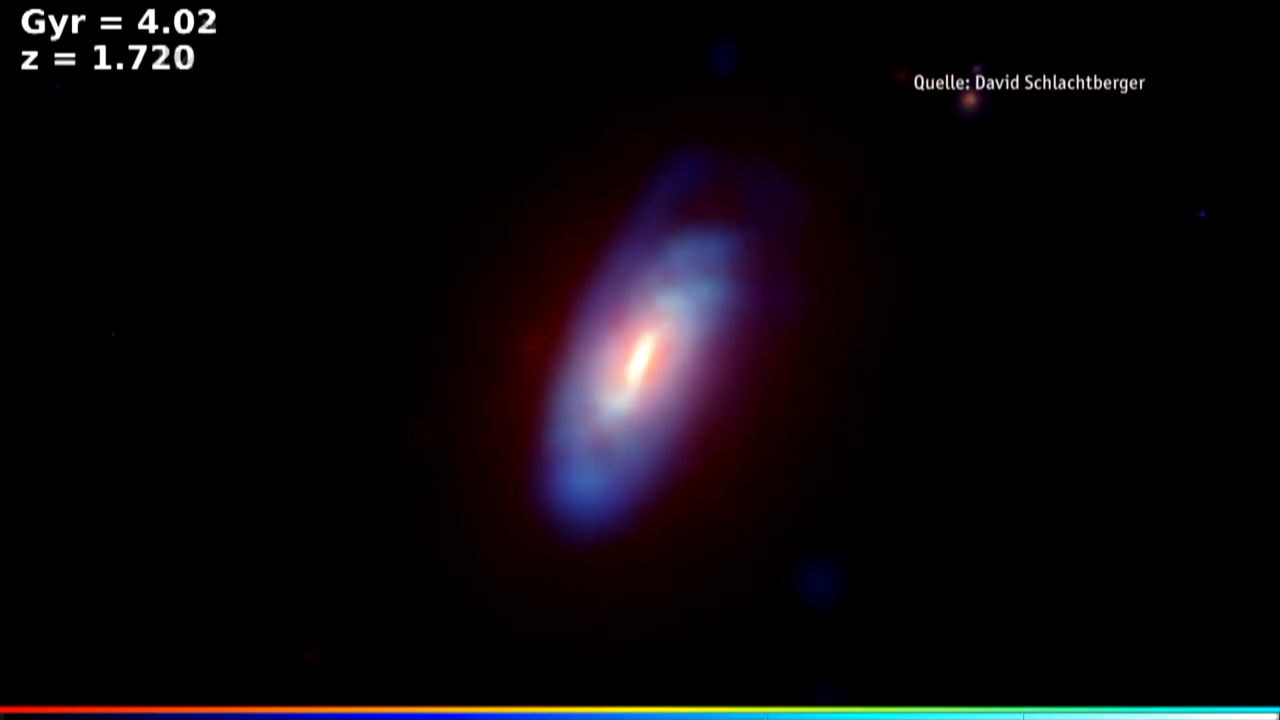 Gyr = 4.02
z = 1.720
Quelle: David Schlachtberger